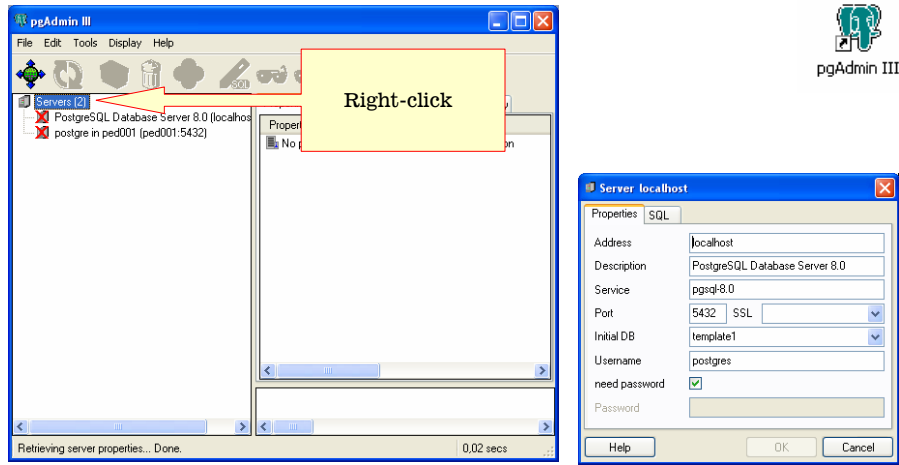 pgAdmin III
File Edit Tools Display Help
SQL
Servers (2)
PostgreSQL Database Server 8.0 (localhos
postgre in ped001 (ped001:5432)
Right-click
Retrieving server properties... Done.
0,02 secs
pgAdmin III
Server localhost
Properties SQL
Address localhost
Description PostgreSQL Database Server 8.0
Service pgsql-8.0
Port 5432 SSL
Initial DB template1
Username postgres
need password
Password
Help OK Cancel